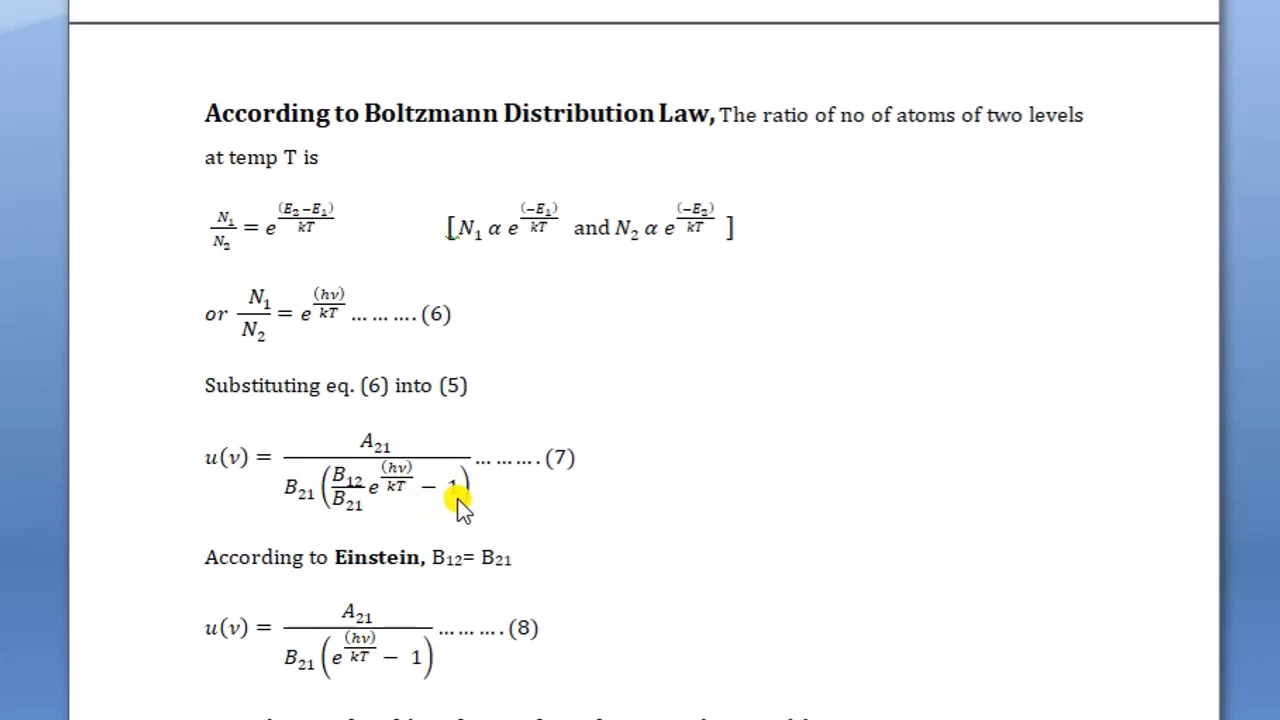 According to Boltzmann Distribution Law, The ratio of no of atoms of two levels
at temp T is
N₁/N₂ = e^((E₂−E₁)/kT) [N₁ α e^((−E₁)/kT) and N₂ α e^((−E₂)/kT) ]
or N₁/N₂ = e^((hν)/kT) … … … . (6)
Substituting eq. (6) into (5)
u(ν) = A₂₁ / B₂₁ (B₁₂/B₂₁ e^((hν)/kT) − 1) … … … . (7)
According to Einstein, B₁₂= B₂₁
u(ν) = A₂₁ / B₂₁ (e^((hν)/kT) − 1) … … … . (8)